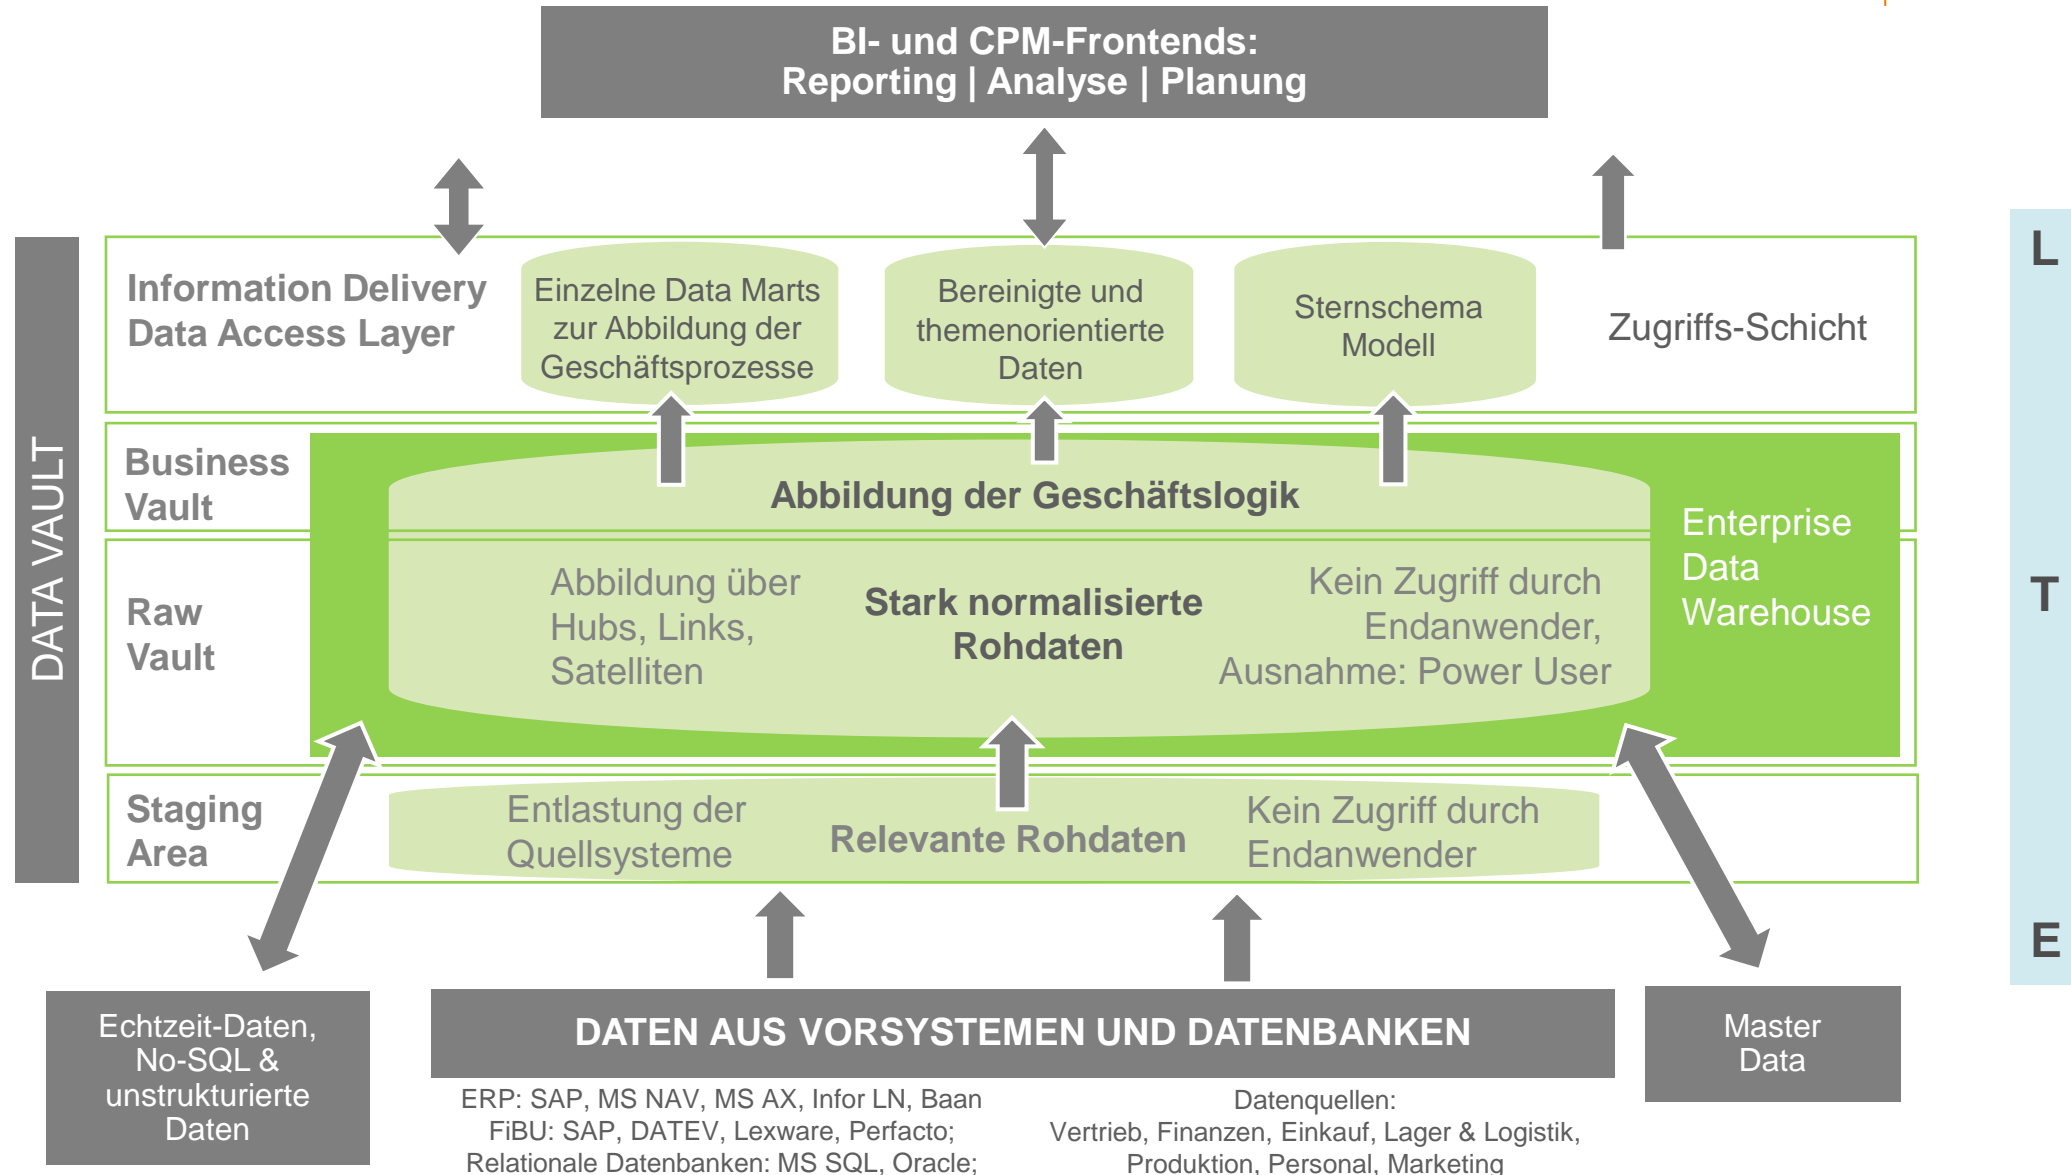 BI- und CPM-Frontends:
Reporting | Analyse | Planung
DATA VAULT
Information Delivery
Data Access Layer
Einzelne Data Marts
zur Abbildung der
Geschäftsprozesse
Bereinigte und
themenorientierte
Daten
Sternschema
Modell
Zugriffs-Schicht
L
Business
Vault
Abbildung der Geschäftslogik
Enterprise
Data
Warehouse
Raw
Vault
Abbildung über
Hubs, Links,
Satelliten
Stark normalisierte
Rohdaten
Kein Zugriff durch
Endanwender,
Ausnahme: Power User
T
Staging
Area
Entlastung der
Quellsysteme
Relevante Rohdaten
Kein Zugriff durch
Endanwender
E
Echtzeit-Daten,
No-SQL &
unstrukturierte
Daten
DATEN AUS VORSYSTEMEN UND DATENBANKEN
Master
Data
ERP: SAP, MS NAV, MS AX, Infor LN, Baan
FiBU: SAP, DATEV, Lexware, Perfacto;
Relationale Datenbanken: MS SQL, Oracle;
Datenquellen:
Vertrieb, Finanzen, Einkauf, Lager & Logistik,
Produktion, Personal, Marketing